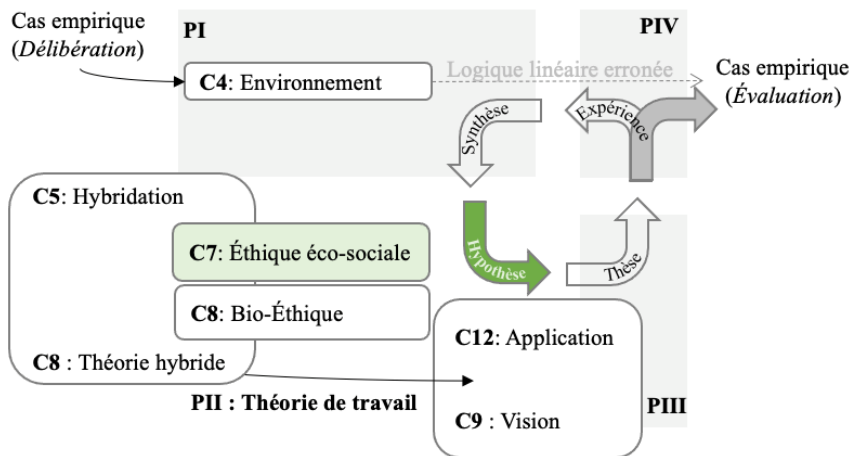 Cas empirique
(Délibération)
PI
PIV
C4: Environnement
Logique linéaire erronée
Cas empirique
(Évaluation)
Synthèse
Expérience
C5: Hybridation
C7: Éthique éco-sociale
Hypothèse
Thèse
C8: Bio-Éthique
C12: Application
C8 : Théorie hybride
PII : Théorie de travail
C9 : Vision
PIII